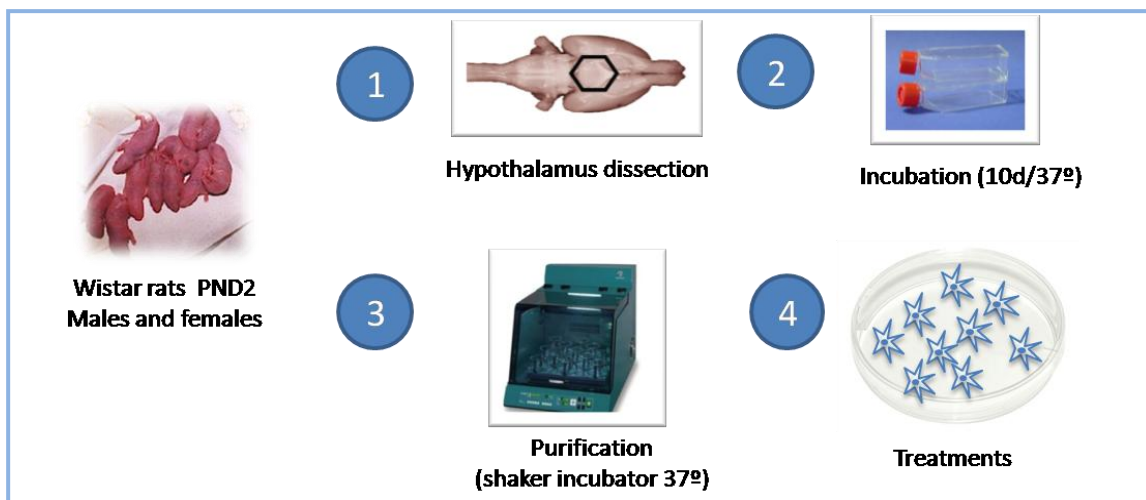 1
Hypothalamus dissection
2
Incubation (10d/37º)
Wistar rats PND2
Males and females
3
Purification
(shaker incubator 37º)
4
Treatments